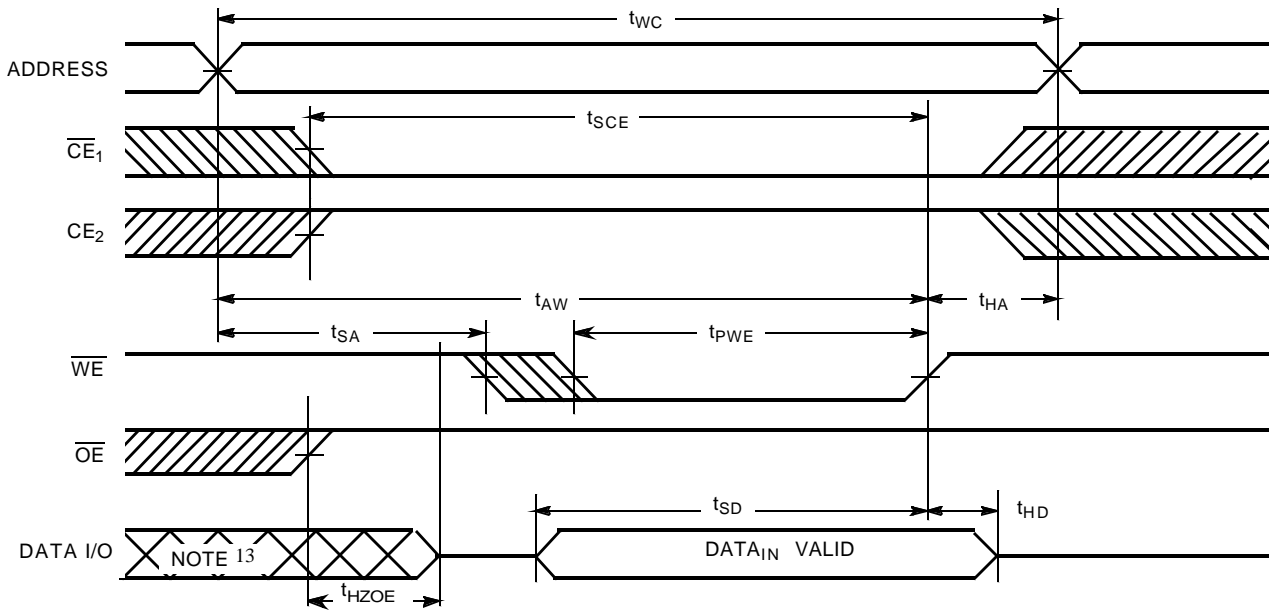 tWC
ADDRESS
tSCE
CE1
CE2
tAW
tHA
tSA
tPWE
WE
OE
tSD
tHD
DATA I/O
NOTE 13
DATAIN VALID
tHZOE